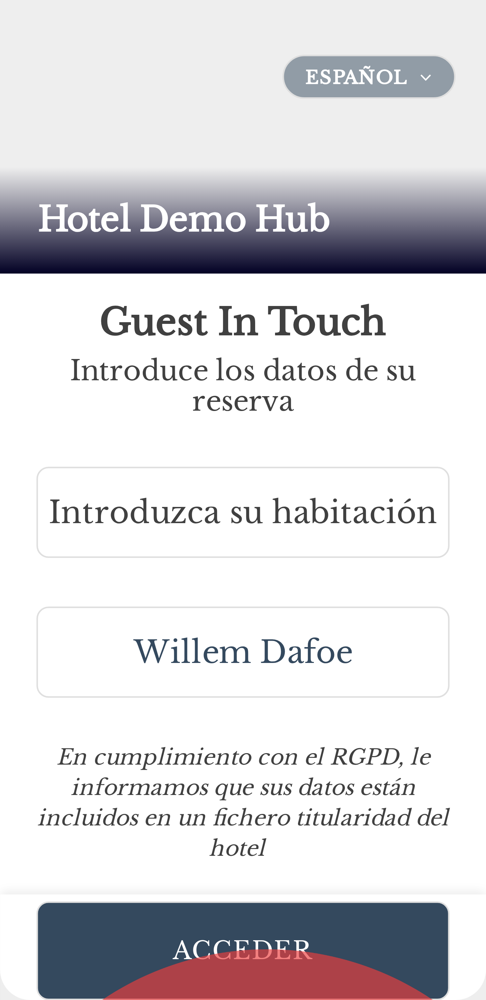 ESPAÑOL
Hotel Demo Hub
Guest In Touch
Introduce los datos de su
reserva
Introduzca su habitación
Willem Dafoe
En cumplimiento con el RGPD, le
informamos que sus datos están
incluidos en un fichero titularidad del
hotel
ACCEDER